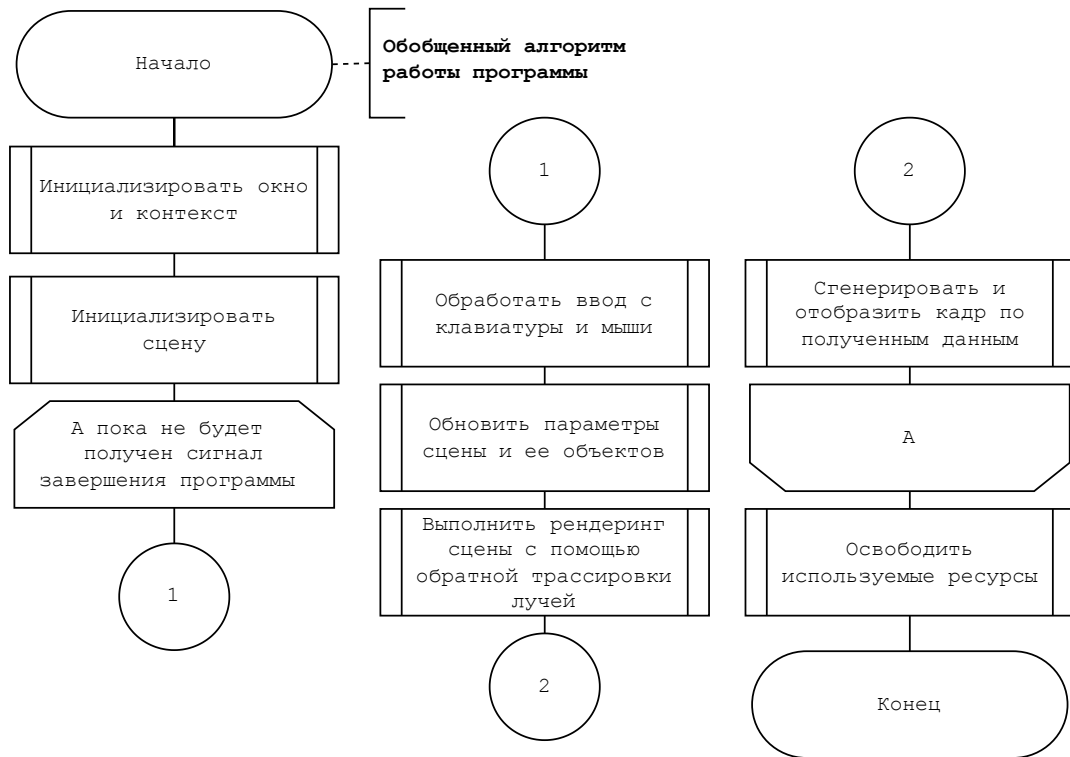 Начало
Обобщенный алгоритм
работы программы
Инициализировать окно
и контекст
Инициализировать
сцену
А пока не будет
получен сигнал
завершения программы
1
1
Обработать ввод с
клавиатуры и мыши
Обновить параметры
сцены и ее объектов
Выполнить рендеринг
сцены с помощью
обратной трассировки
лучей
2
2
Сгенерировать и
отобразить кадр по
полученным данным
А
Освободить
используемые ресурсы
Конец